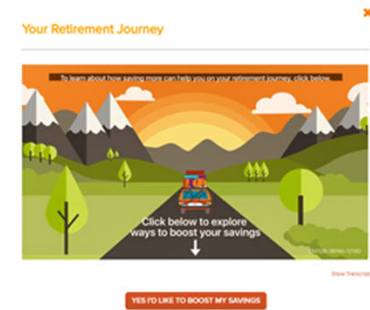 Your Retirement Journey
To learn about how saving more can help you on your retirement journey, click below.
Click below to explore
ways to boost your savings
Show Transcript
YES I'D LIKE TO BOOST MY SAVINGS